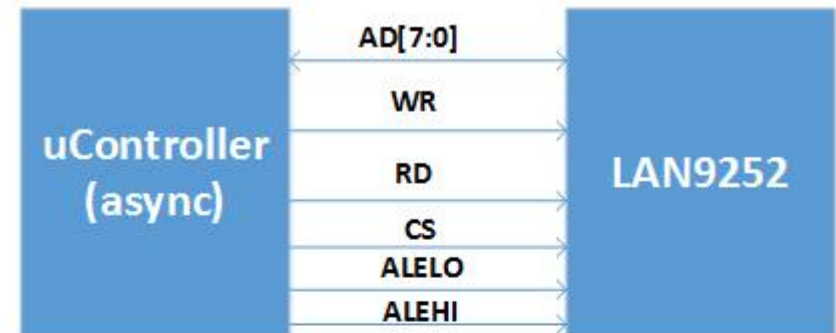 uController
(async)
AD[7:0]
WR
RD
CS
ALELO
ALEHI
LAN9252